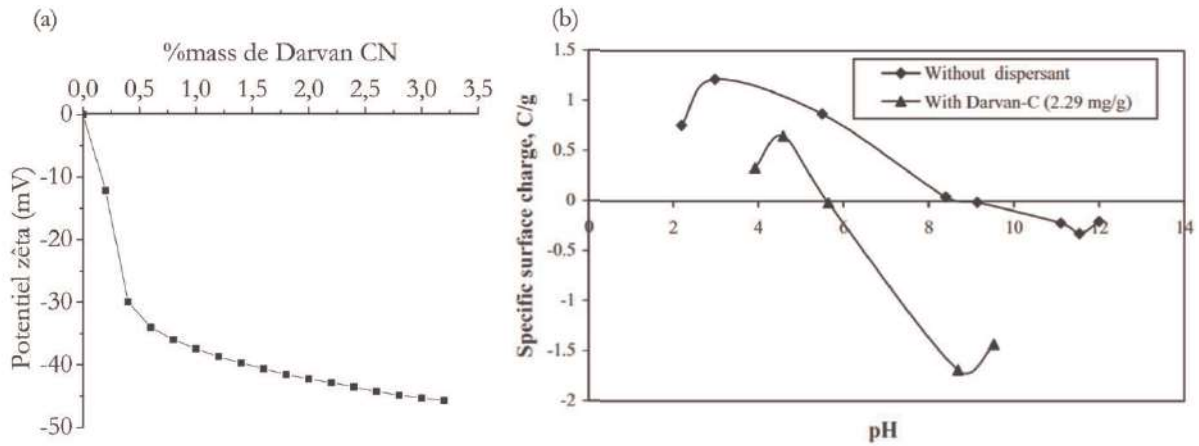 (a)
%mass de Darvan CN
0,0 0,5 1,0 1,5 2,0 2,5 3,0 3,5
0
-10
-20
-30
-40
-50
Potentiel zêta (mV)
(b)
1.5
1
0.5
0
-0.5
-1
-1.5
-2
Specific surface charge, C/g
Without dispersant
With Darvan-C (2.29 mg/g)
0 2 4 6 8 10 12 14
pH